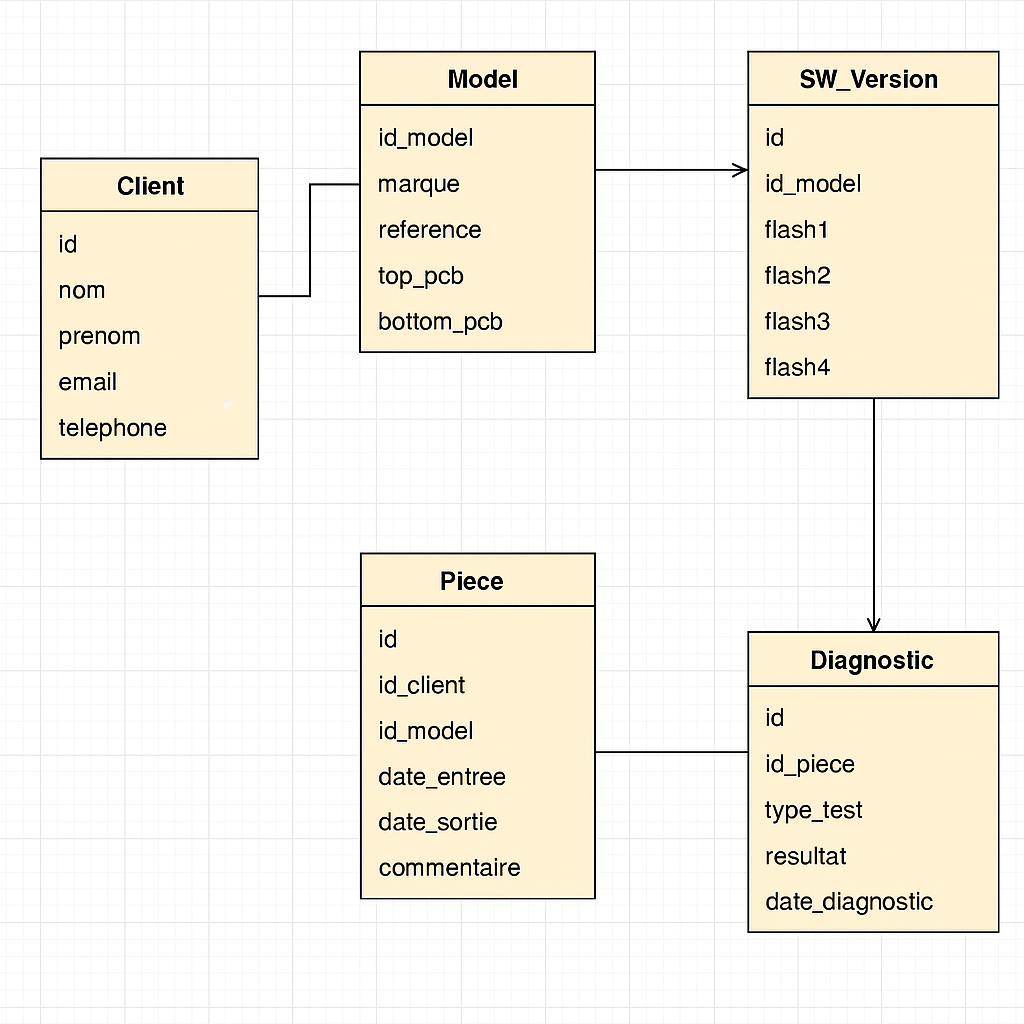 Client
id
nom
prenom
email
telephone
Model
id_model
marque
reference
top_pcb
bottom_pcb
SW_Version
id
id_model
flash1
flash2
flash3
flash4
Piece
id
id_client
id_model
date_entree
date_sortie
commentaire
Diagnostic
id
id_piece
type_test
resultat
date_diagnostic